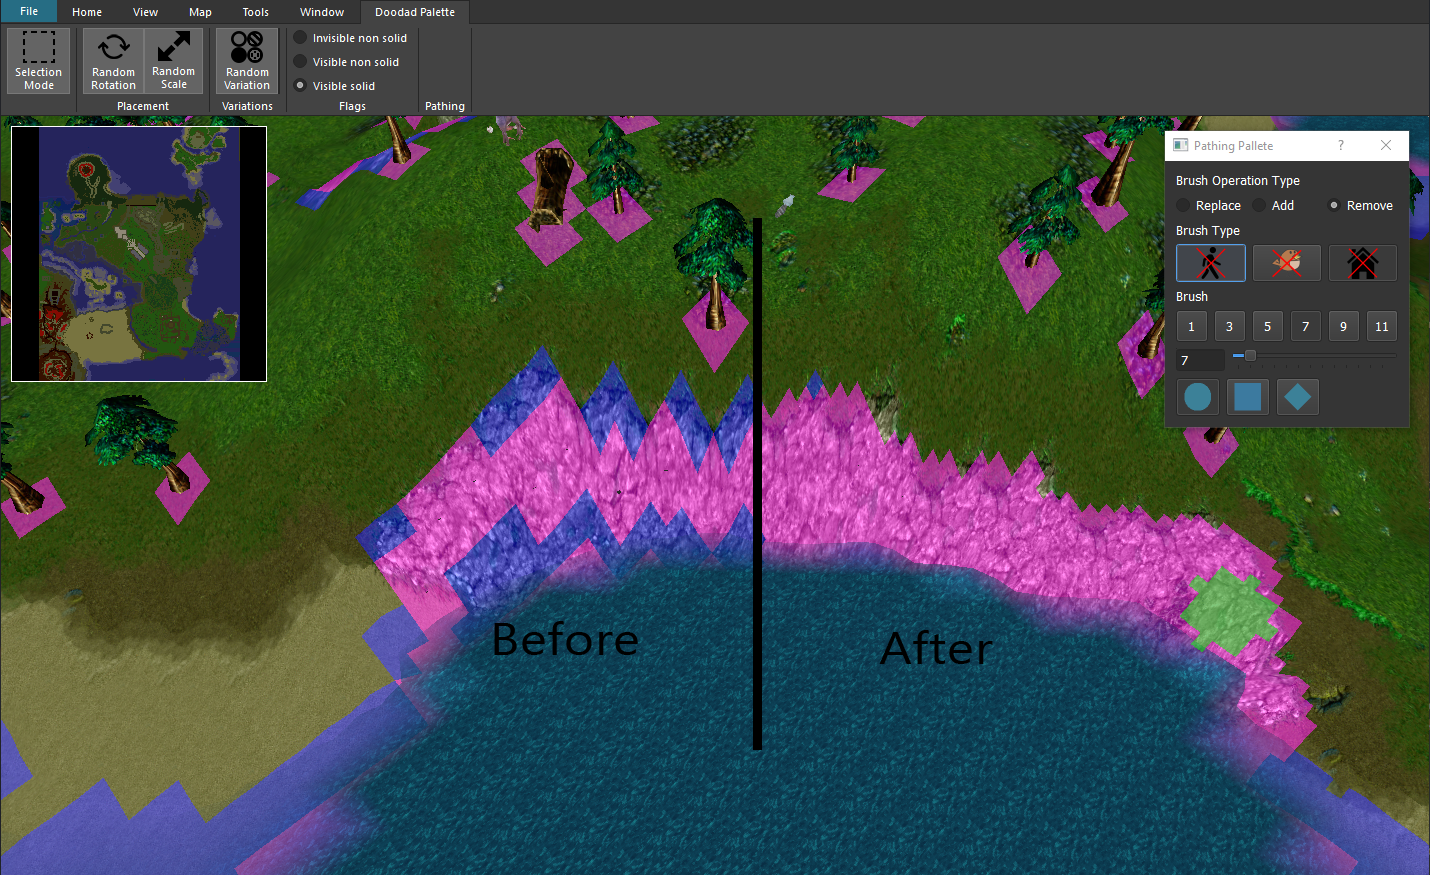 File Home View Map Tools Window Doodad Palette
Selection Mode
Random Rotation
Random Scale
Placement
Random Variation
Variations
Invisible non solid
Visible non solid
Visible solid
Flags
Pathing
Pathing Pallete ?
Brush Operation Type
Replace Add Remove
Brush Type
Brush
1 3 5 7 9 11
7
Before
After